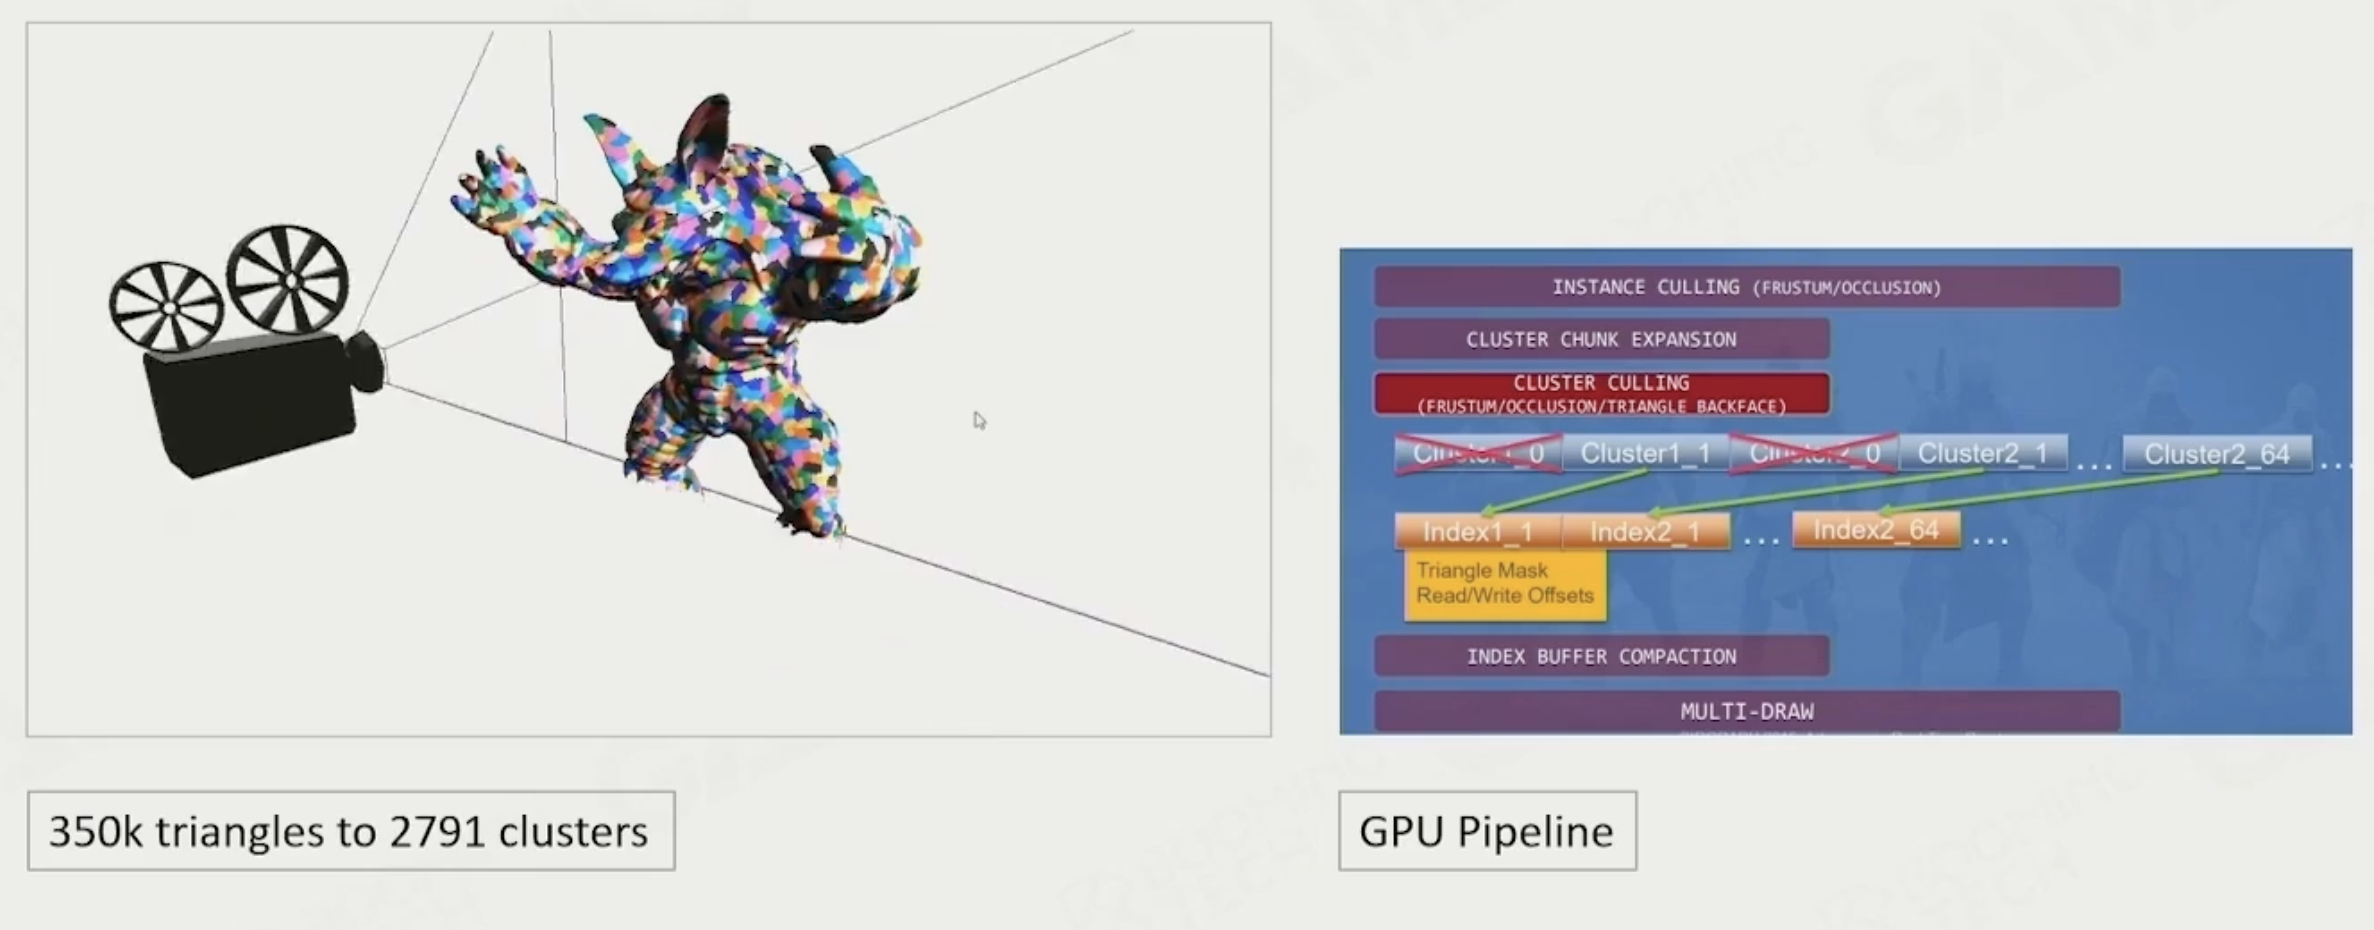 INSTANCE CULLING (FRUSTUM/OCCLUSION)
CLUSTER CHUNK EXPANSION
CLUSTER CULLING
(FRUSTUM/OCCLUSION/TRIANGLE BACKFACE)
Cluster1_0 Cluster1_1 Cluster2_0 Cluster2_1 ... Cluster2_64 ...
Index1_1 Index2_1 ... Index2_64 ...
Triangle Mask
Read/Write Offsets
INDEX BUFFER COMPACTION
MULTI-DRAW
350k triangles to 2791 clusters
GPU Pipeline